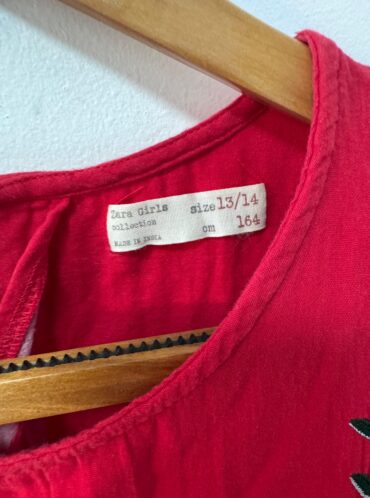 Zara Girls size 13/14
collection cm 164
MADE IN INDIA